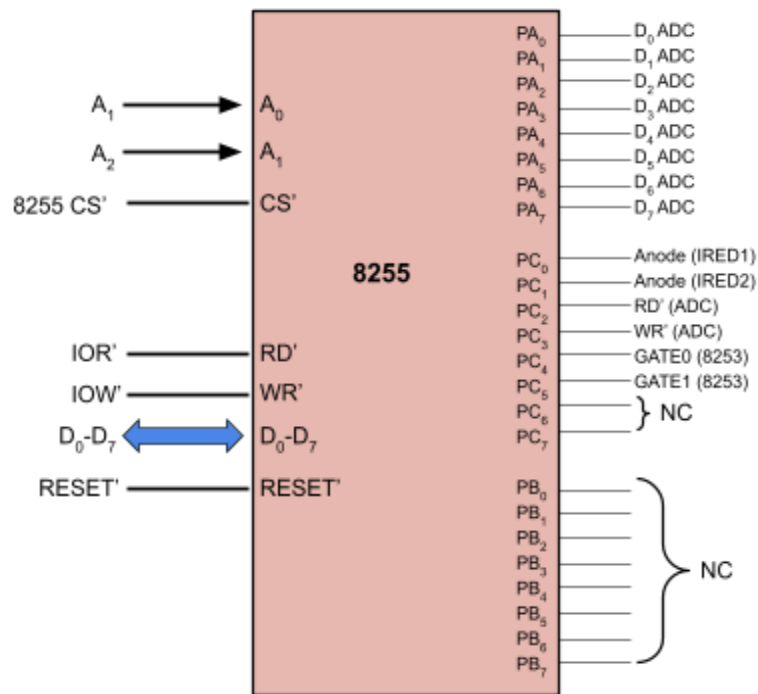 A₁
A₂
8255 CS'
IOR'
IOW'
D₀-D₇
RESET'
A₀
A₁
CS'
RD'
WR'
D₀-D₇
RESET'
8255
PA₀ D₀ ADC
PA₁ D₁ ADC
PA₂ D₂ ADC
PA₃ D₃ ADC
PA₄ D₄ ADC
PA₅ D₅ ADC
PA₆ D₆ ADC
PA₇ D₇ ADC
PC₀ Anode (IRED1)
PC₁ Anode (IRED2)
PC₂ RD' (ADC)
PC₃ WR' (ADC)
PC₄ GATE0 (8253)
PC₅ GATE1 (8253)
PC₆
PC₇
NC
PB₀
PB₁
PB₂
PB₃
PB₄
PB₅
PB₆
PB₇
NC